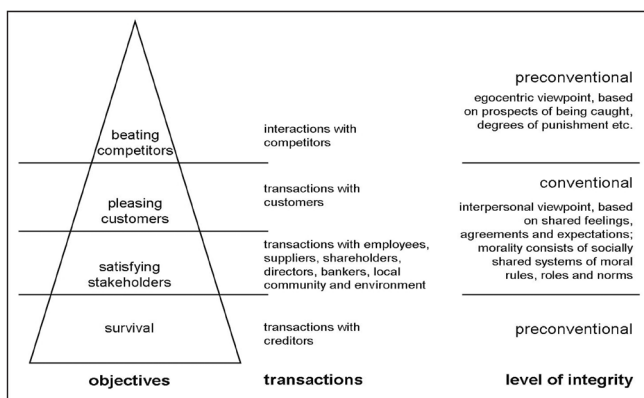 preconventional
egocentric viewpoint, based
on prospects of being caught,
degrees of punishment etc.
beating
competitors
interactions with
competitors
conventional
interpersonal viewpoint, based
on shared feelings,
agreements and expectations;
morality consists of socially
shared systems of moral
rules, roles and norms
pleasing
customers
transactions with
customers
satisfying
stakeholders
transactions with employees,
suppliers, shareholders,
directors, bankers, local
community and environment
survival
transactions with
creditors
preconventional
objectives
transactions
level of integrity